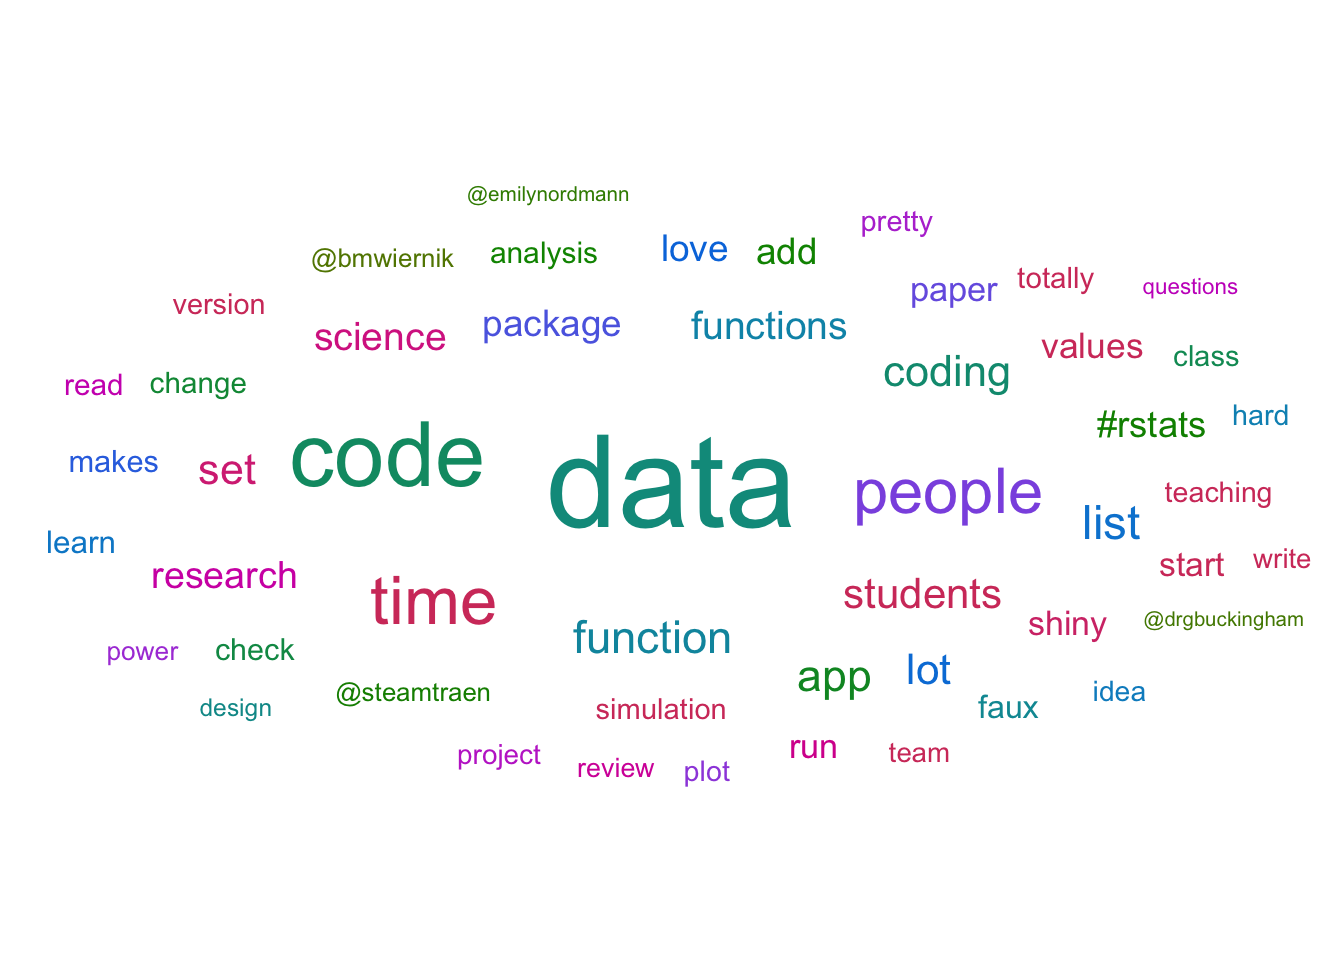 @emilynordmann
pretty
@bmwiernik
analysis
love
add
version
science
package
functions
paper
totally
questions
read
change
coding
values
class
makes
set
code
data
people
#rstats
hard
list
teaching
learn
research
time
students
start
write
power
check
function
shiny
@drgbuckingham
design
@steamtraen
simulation
app
lot
faux
idea
project
review
plot
run
team